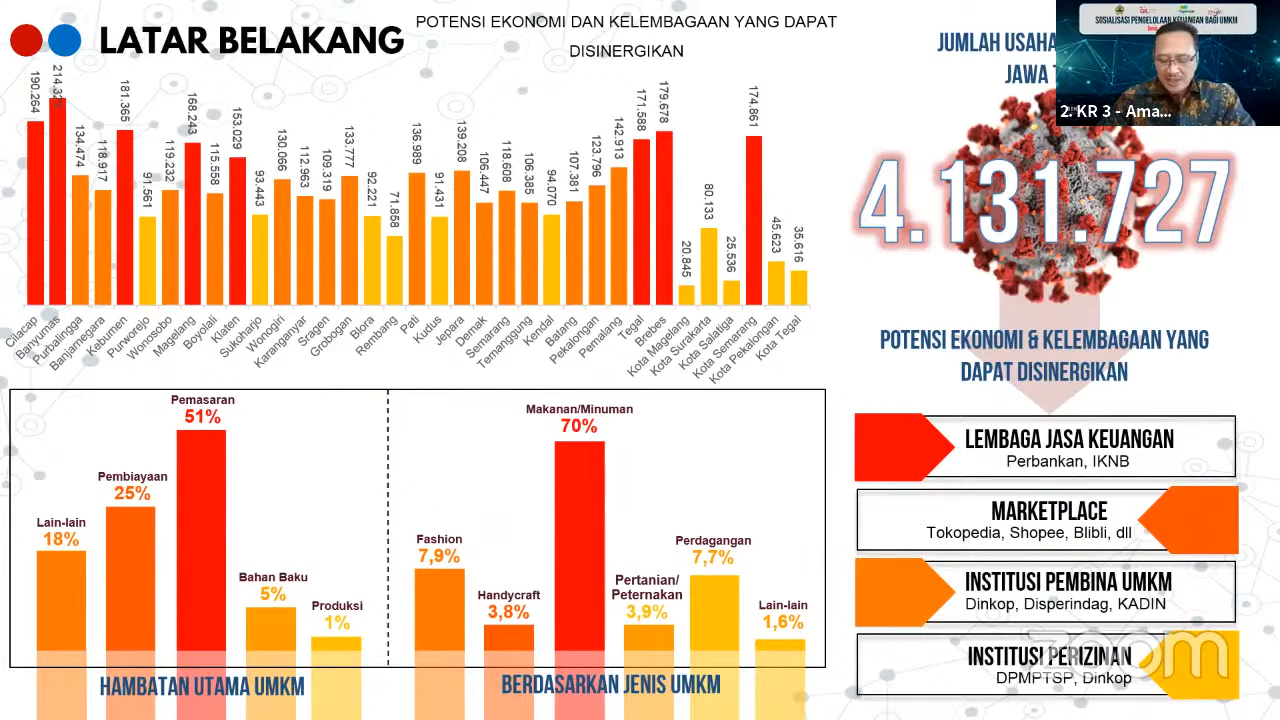 LATAR BELAKANG
POTENSI EKONOMI DAN KELEMBAGAAN YANG DAPAT
DISINERGIKAN
190.264
134.474
118.917
181.365
91.561
119.232
168.243
115.558
153.029
93.443
130.066
112.963
109.319
133.777
92.221
71.858
136.989
91.431
139.208
106.447
118.608
106.385
94.070
107.381
123.796
142.913
171.588
179.678
20.845
80.133
25.536
174.861
45.623
35.616
Cilacap
Banyumas
Purbalingga
Banjarnegara
Kebumen
Purworejo
Wonosobo
Magelang
Boyolali
Klaten
Sukoharjo
Wonogiri
Karanganyar
Sragen
Grobogan
Blora
Rembang
Pati
Kudus
Jepara
Demak
Semarang
Temanggung
Kendal
Batang
Pekalongan
Pemalang
Tegal
Brebes
Kota Magelang
Kota Surakarta
Kota Salatiga
Kota Semarang
Kota Pekalongan
Kota Tegal
Lain-lain
18%
Pembiayaan
25%
Pemasaran
51%
Bahan Baku
5%
Produksi
1%
HAMBATAN UTAMA UMKM
Fashion
7,9%
Handycraft
3,8%
Makanan/Minuman
70%
Pertanian/
Peternakan
3,9%
Perdagangan
7,7%
Lain-lain
1,6%
BERDASARKAN JENIS UMKM
JUMLAH USAHA
JAWA
SOSIALISASI PENGELOLAAN KEUANGAN BAGI UMKM
2. KR 3 - Ama...
4.131.727
POTENSI EKONOMI & KELEMBAGAAN YANG
DAPAT DISINERGIKAN
LEMBAGA JASA KEUANGAN
Perbankan, IKNB
MARKETPLACE
Tokopedia, Shopee, Blibli, dll
INSTITUSI PEMBINA UMKM
Dinkop, Disperindag, KADIN
INSTITUSI PERIZINAN
DPMPTSP, Dinkop
zoom